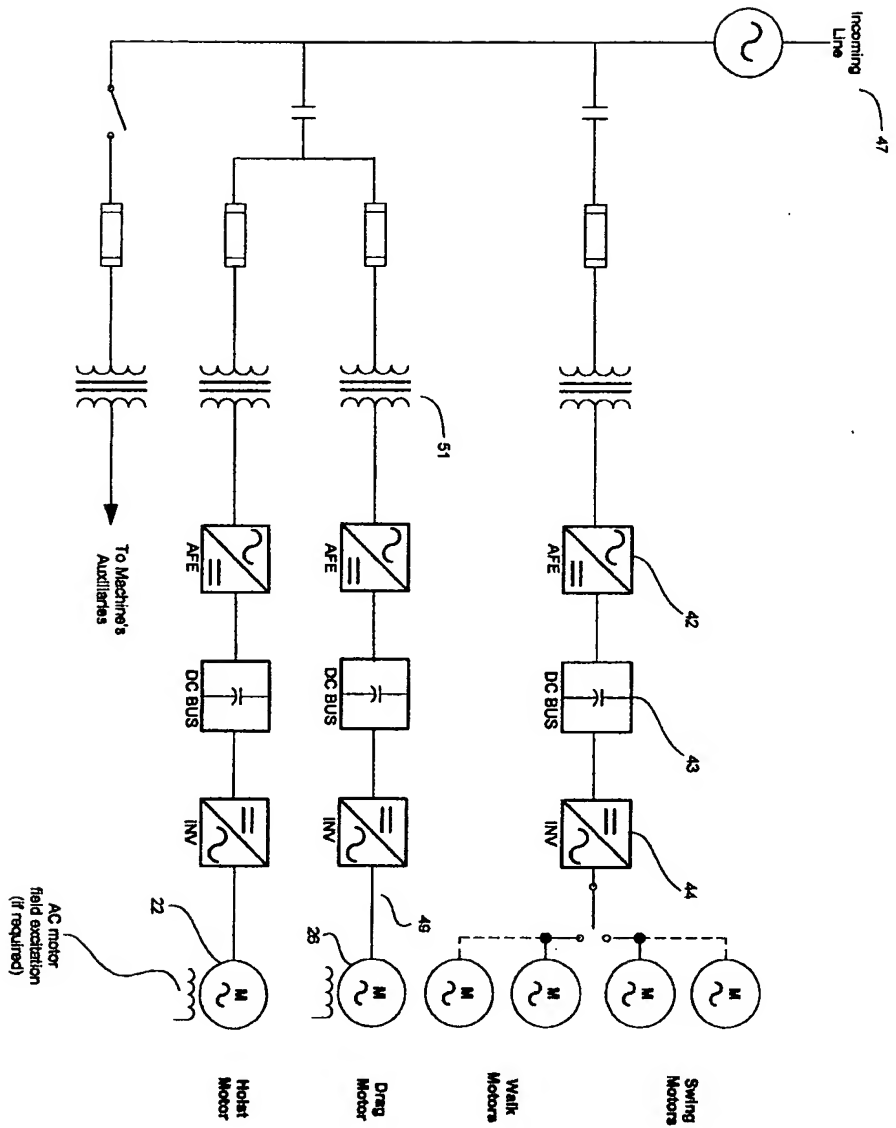 Incoming
Line
47
51
To Machine's
Auxiliaries
AFE
AFE
AFE
42
DC BUS
DC BUS
DC BUS
43
INV
INV
INV
44
49
22
26
AC motor
field excitation
(if required)
M
M
M
M
M
M
Hoist
Motor
Drag
Motor
Walk
Motors
Swing
Motors